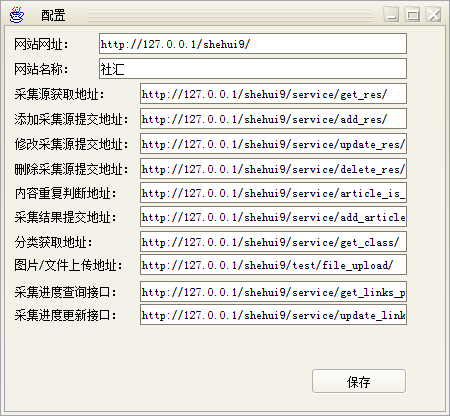 配置
网站网址： http://127.0.0.1/shehui9/
网站名称： 社汇
采集源获取地址： http://127.0.0.1/shehui9/service/get_res/
添加采集源提交地址： http://127.0.0.1/shehui9/service/add_res/
修改采集源提交地址： http://127.0.0.1/shehui9/service/update_res/
删除采集源提交地址： http://127.0.0.1/shehui9/service/delete_res/
内容重复判断地址： http://127.0.0.1/shehui9/service/article_is_
采集结果提交地址： http://127.0.0.1/shehui9/service/add_article
分类获取地址： http://127.0.0.1/shehui9/service/get_class/
图片/文件上传地址： http://127.0.0.1/shehui9/test/file_upload/
采集进度查询接口： http://127.0.0.1/shehui9/service/get_links_p
采集进度更新接口： http://127.0.0.1/shehui9/service/update_link
保存